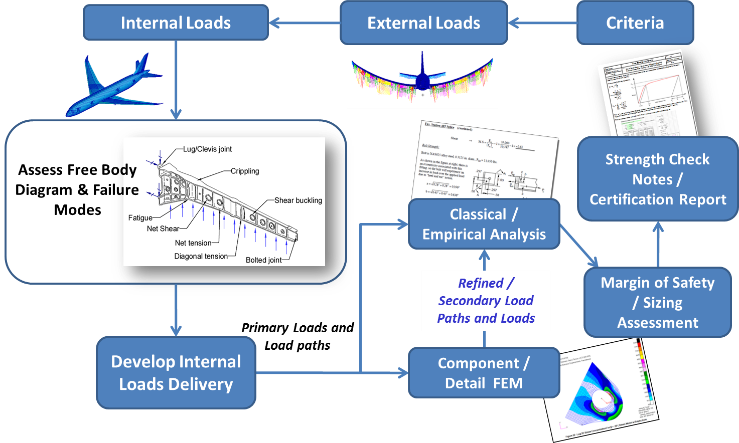 Internal Loads
External Loads
Criteria
Assess Free Body
Diagram & Failure
Modes
Lug/Clevis joint
Crippling
Shear buckling
Fatigue
Net Shear
Net tension
Diagonal tension
Bolted joint
Classical /
Empirical Analysis
Strength Check
Notes /
Certification Report
Refined /
Secondary Load
Paths and Loads
Margin of Safety
/ Sizing
Assessment
Primary Loads and
Load paths
Develop Internal
Loads Delivery
Component /
Detail FEM